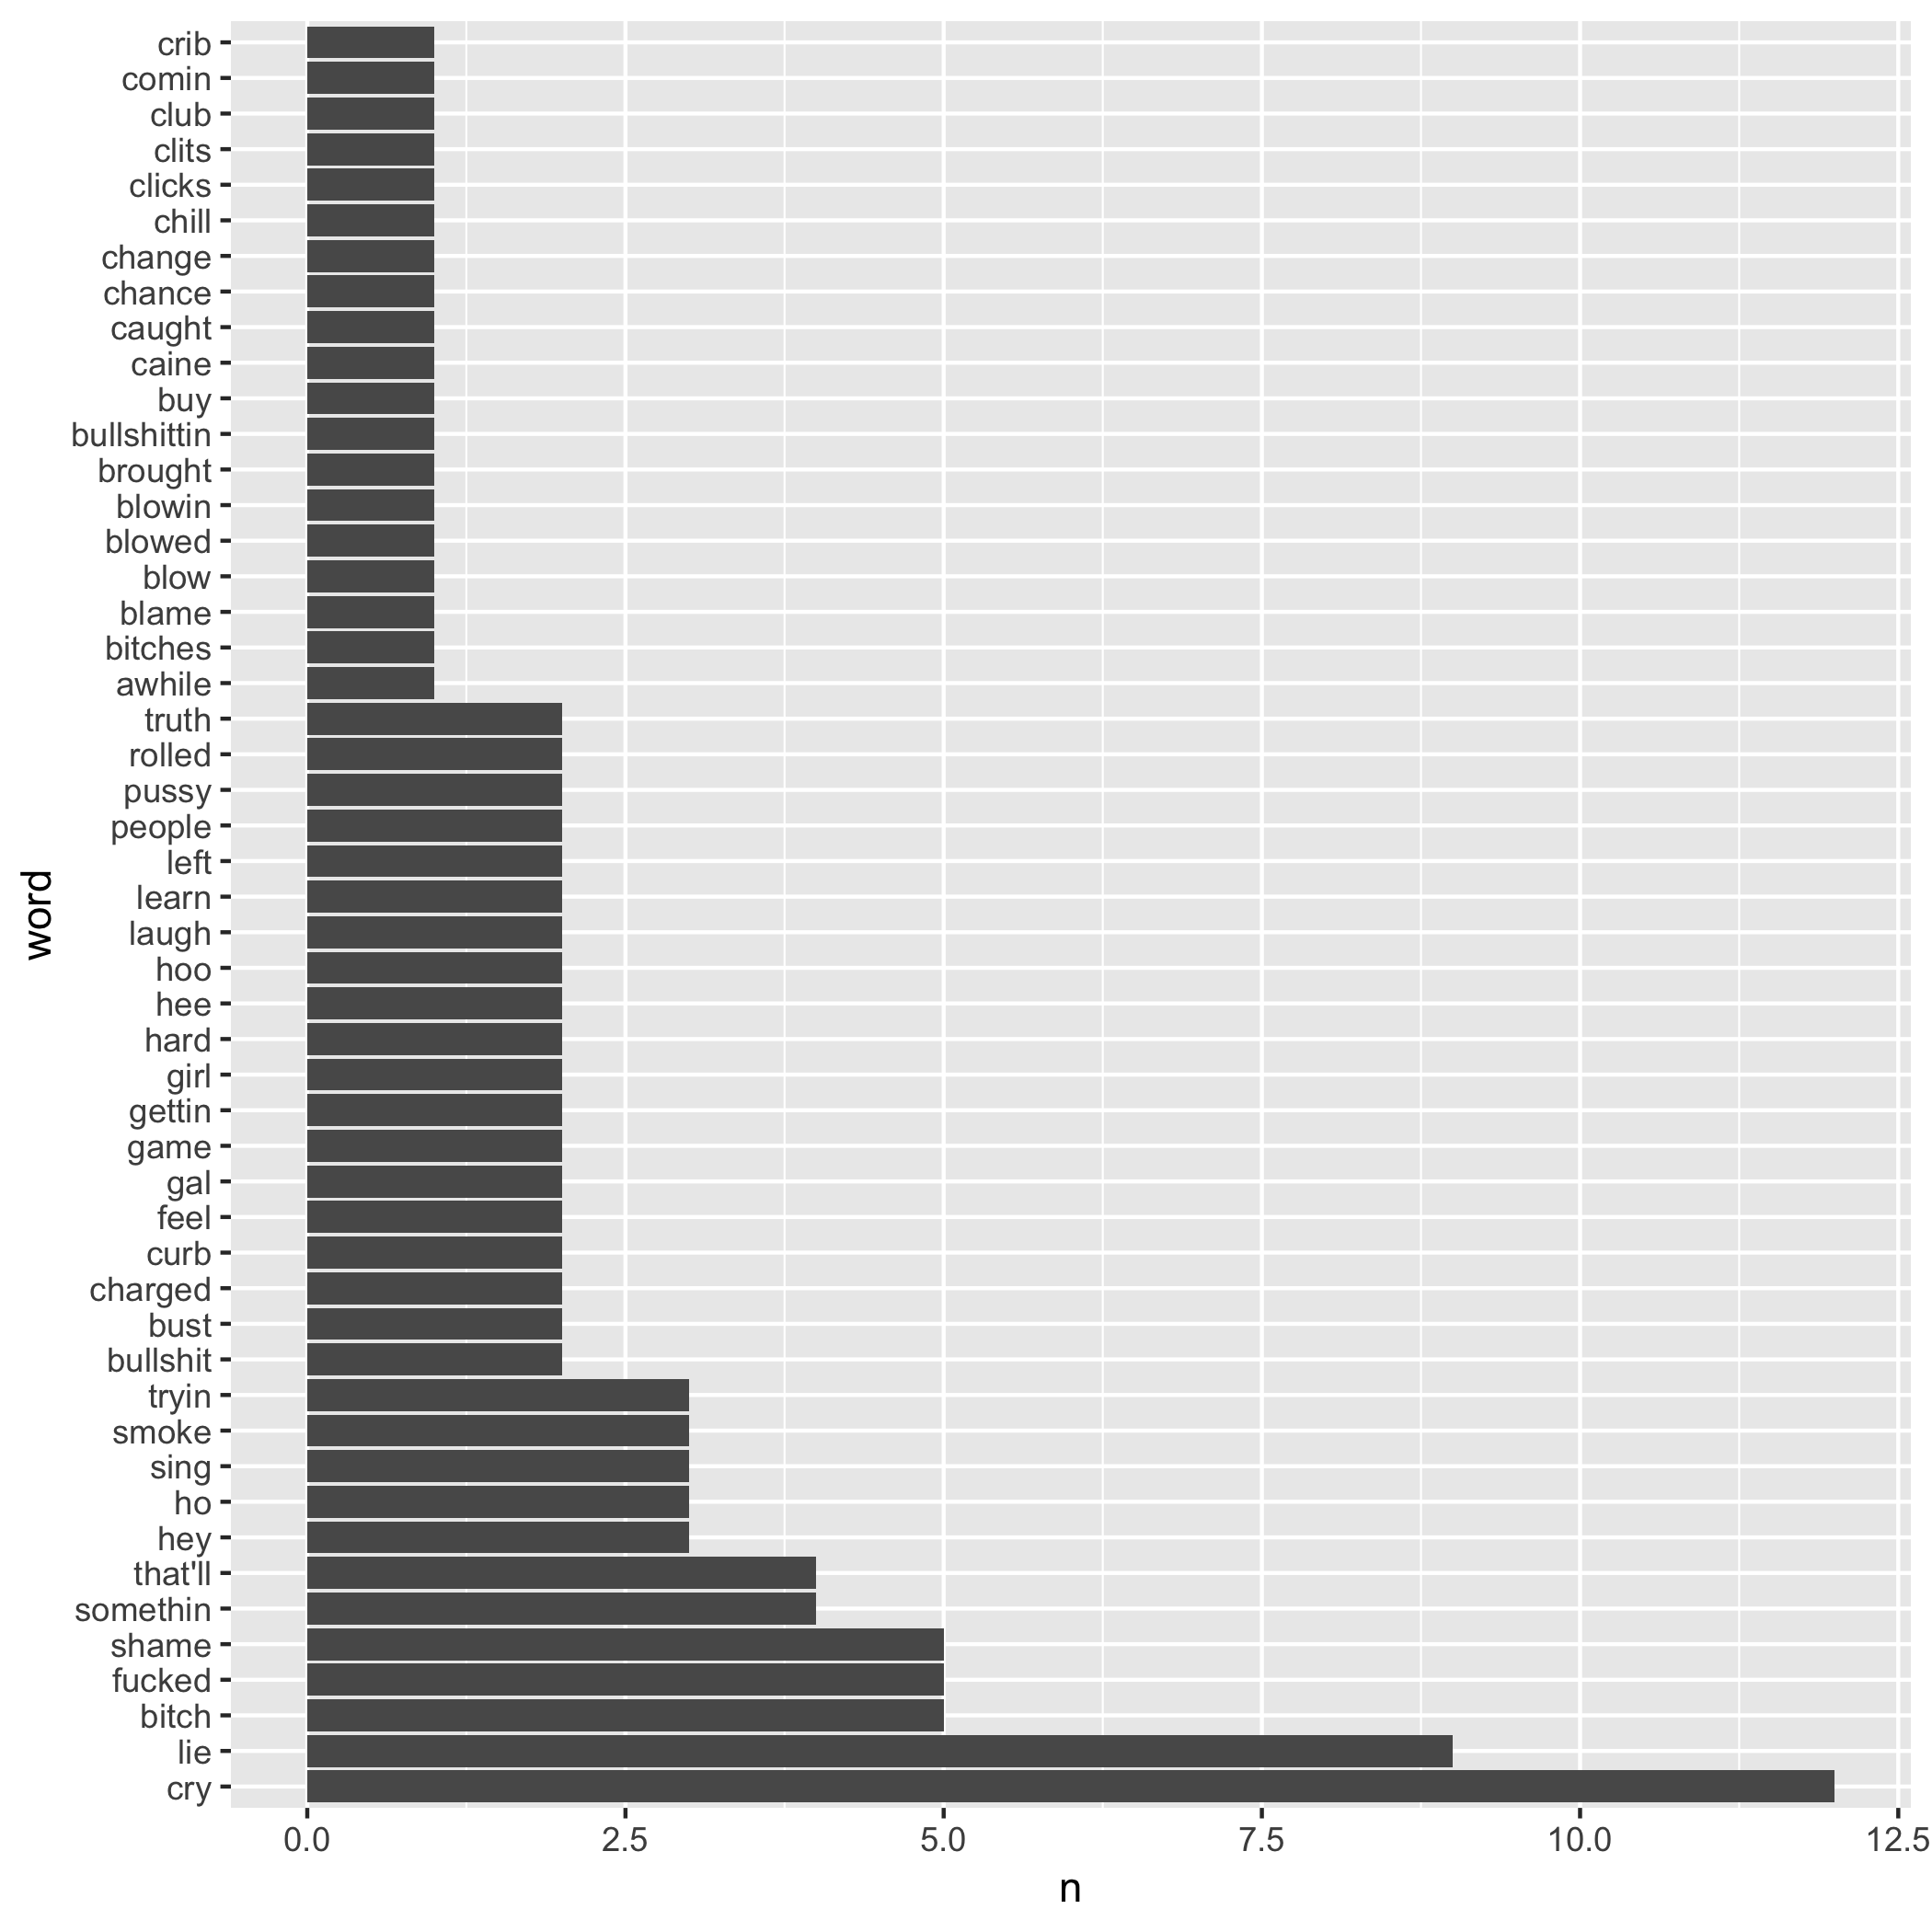 crib
comin
club
clits
clicks
chill
change
chance
caught
caine
buy
bullshittin
brought
blowin
blowed
blow
blame
bitches
awhile
truth
rolled
pussy
people
left
learn
laugh
hoo
hee
hard
girl
gettin
game
gal
feel
curb
charged
bust
bullshit
tryin
smoke
sing
ho
hey
that'll
somethin
shame
fucked
bitch
lie
cry
word
0.0 2.5 5.0 7.5 10.0 12.5
n